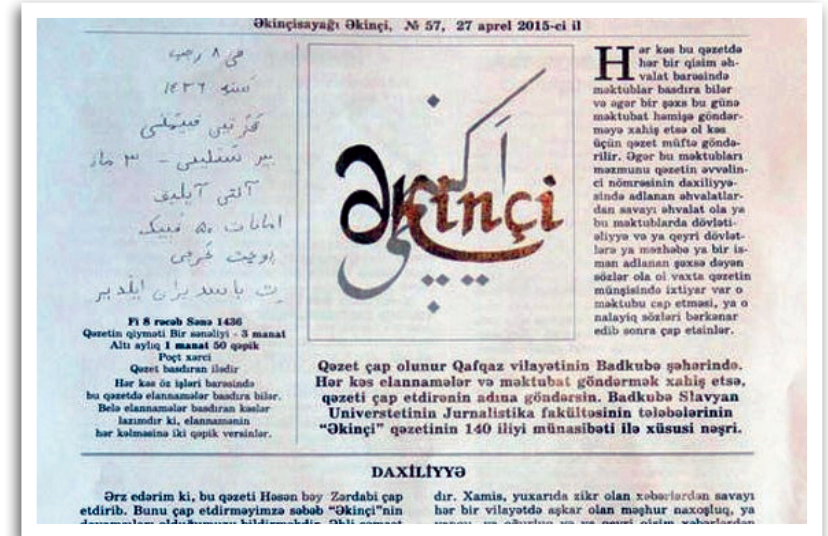 Əkinçisayağı Əkinçi, № 57, 27 aprel 2015-ci il
فی ٨ رجب
سنه ١٤٣٦
Fi 8 rəcəb Sənə 1436
Qəzetin qiyməti Bir sənəliyi - 3 manat
Altı aylıq 1 manat 50 qəpik
Poçt xərci
Qəzet basdıran ilədir
Hər kəs öz işləri barəsində
bu qəzetdə elannamələr basdıra bilər.
Belə elannamələr basdıran kəslər
lazımdır ki, elannamənin
hər kəlməsinə iki qəpik versinlər.
اکینچی
Əkinçi
Qəzet çap olunur Qafqaz vilayətinin Badkubə şəhərində.
Hər kəs elannamələr və məktubat göndərmək xahiş etsə,
qəzeti çap etdirənin adına göndərsin. Badkubə Slavyan
Universtetinin Jurnalistika fakültəsinin tələbələrinin
“Əkinçi” qəzetinin 140 iliyi münasibəti ilə xüsusi nəşri.
Hər kəs bu qəzetdə
hər bir qisim əh-
valat barəsində
məktublar basdıra bilər
və əgər bir şəxs bu günə
məktubat həmişə göndər-
məyə xahiş etsə ol kəs
üçün qəzet müftə göndə-
rilir. Əgər bu məktubları
məzmunu qəzetin əvvəlin-
ci nömrəsinin daxiliyyə-
sində adlanan əhvalatlar-
dan savayı əhvalat ola ya
bu məktublarda dövləti-
əliyyə və ya qeyri dövlət-
lərə ya məzhəbə ya bir is-
man adlanan şəxsə dəyən
sözlər ola ol vaxta qəzetin
münşisində ixtiyar var o
məktubu çap etməsi, ya o
nalayiq sözləri bərkənar
edib sonra çap etsinlər.
DAXİLİYYƏ
Ərz edərim ki, bu qəzeti Həsən bəy Zərdabi çap
etdirib. Bunu çap etdirməyimzə səbəb “Əkinçi”nin
dır. Xamis, yuxarıda zikr olan xəbərlərdən savayı
hər bir vilayətdə aşkar olan məşhur naxoşluq, ya